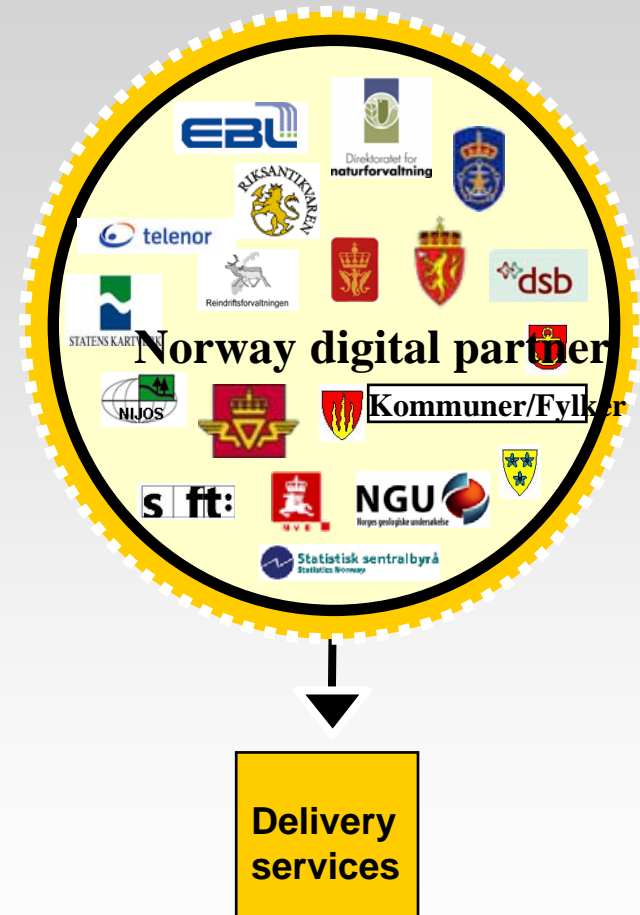 EBL
Direktoratet for
naturforvaltning
RIKSANTIKVAREN
telenor
Reindriftsforvaltningen
dsb
STATENS KARTVERK
Norway digital partner
NIJOS
Kommuner/Fylker
sft:
NVE
NGU
Norges geologiske undersøkelse
Statistisk sentralbyrå
Statistics Norway
Delivery
services